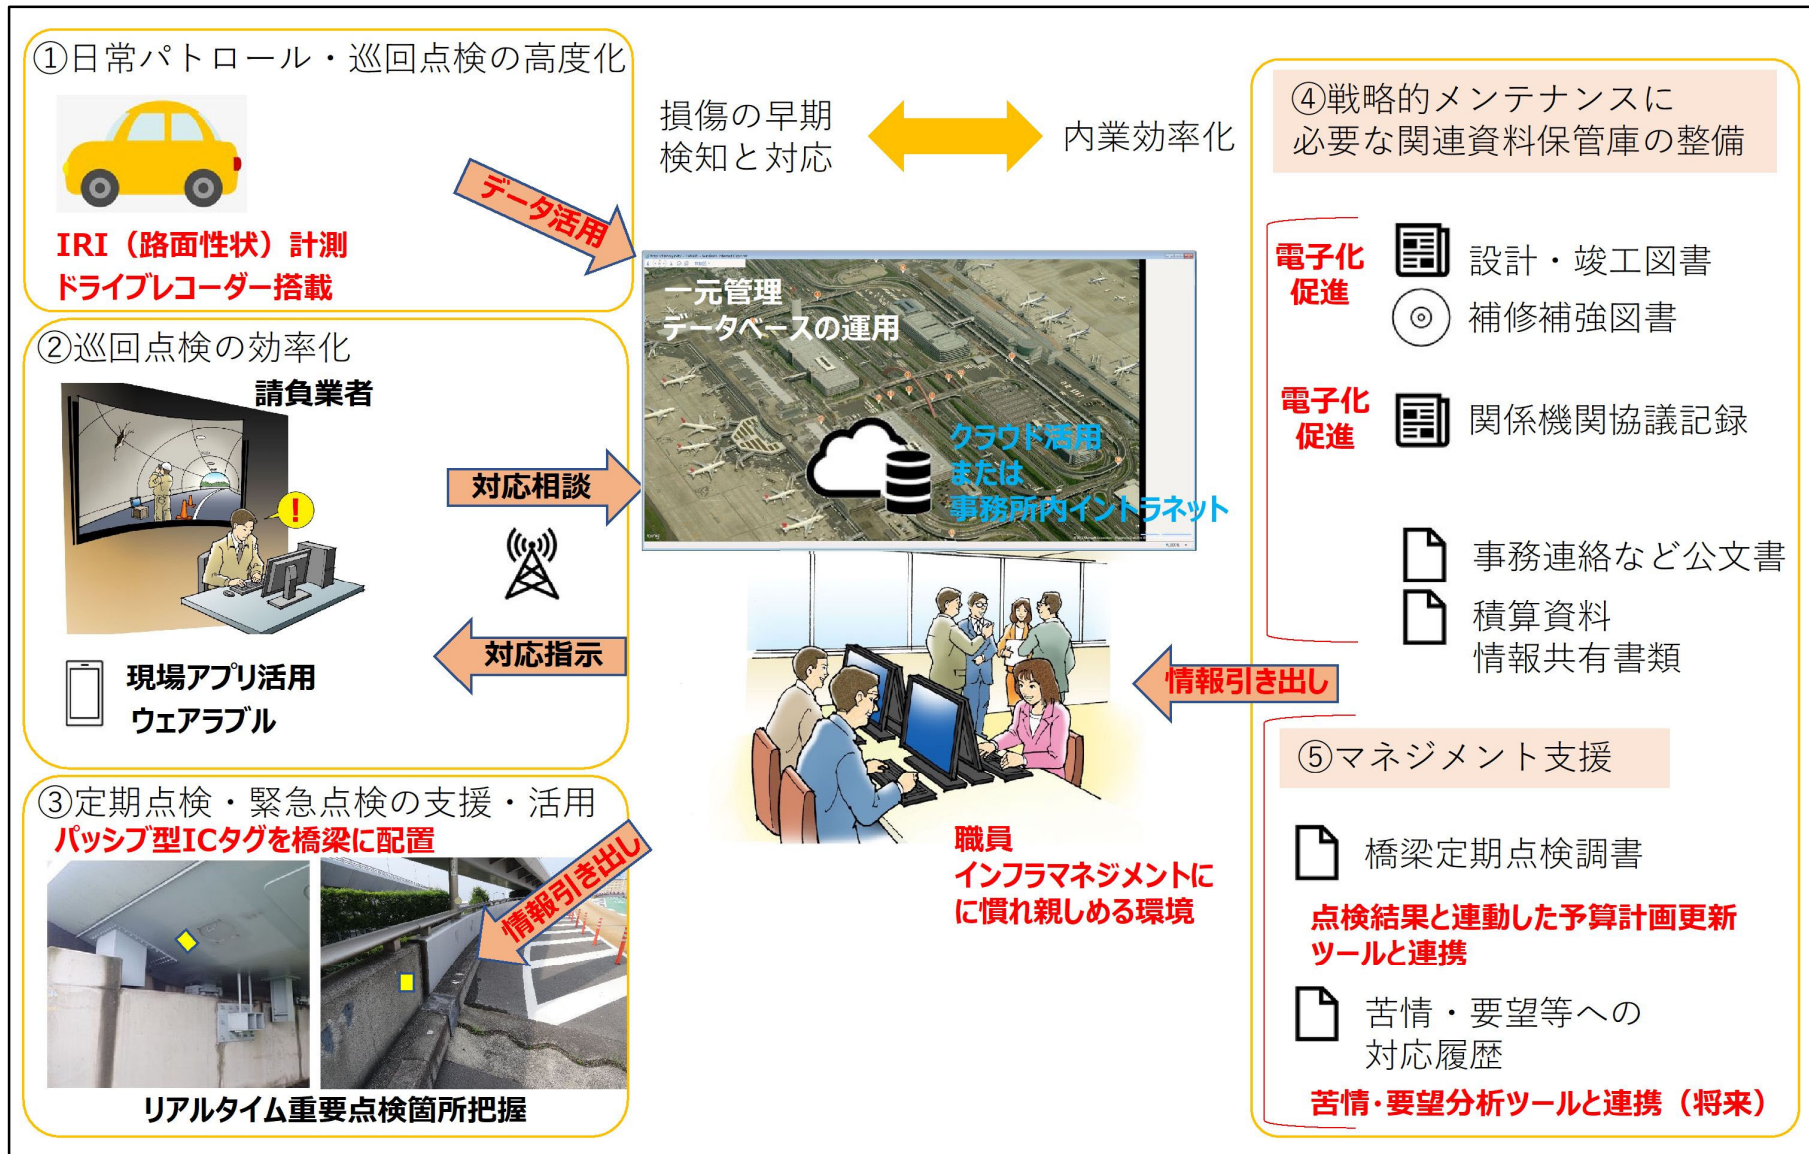 ①日常パトロール・巡回点検の高度化
IRI（路面性状）計測
ドライブレコーダー搭載
データ活用
②巡回点検の効率化
請負業者
!
現場アプリ活用
ウェアラブル
対応相談
対応指示
③定期点検・緊急点検の支援・活用
パッシブ型ICタグを橋梁に配置
情報引き出し
リアルタイム重要点検箇所把握
損傷の早期
検知と対応
内業効率化
一元管理
データベースの運用
クラウド活用
または
事務所内イントラネット
職員
インフラマネジメントに
に慣れ親しめる環境
情報引き出し
④戦略的メンテナンスに
必要な関連資料保管庫の整備
電子化
促進
設計・竣工図書
補修補強図書
電子化
促進
関係機関協議記録
事務連絡など公文書
積算資料
情報共有書類
⑤マネジメント支援
橋梁定期点検調書
点検結果と連動した予算計画更新
ツールと連携
苦情・要望等への
対応履歴
苦情・要望分析ツールと連携（将来）